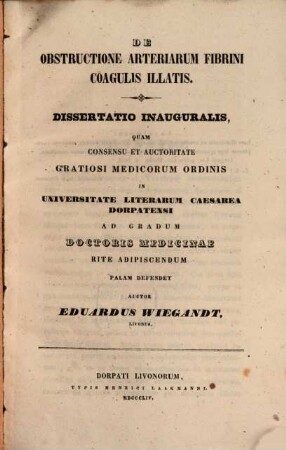 DE
OBSTRUCTIONE ARTERIARUM FIBRINI
COAGULIS ILLATIS.
DISSERTATIO INAUGURALIS,
QUAM
CONSENSU ET AUCTORITATE
GRATIOSI MEDICORUM ORDINIS
IN
UNIVERSITATE LITERARUM CAESAREA
DORPATENSI
AD GRADUM
DOCTORIS MEDICINAE
RITE ADIPISCENDUM
PALAM DEFENDET
AUCTOR
EDUARDUS WIEGANDT,
LIVONUS.
DORPATI LIVONORUM,
TYPIS HENRICI LAAKMANNI.
MDCCCLIV.